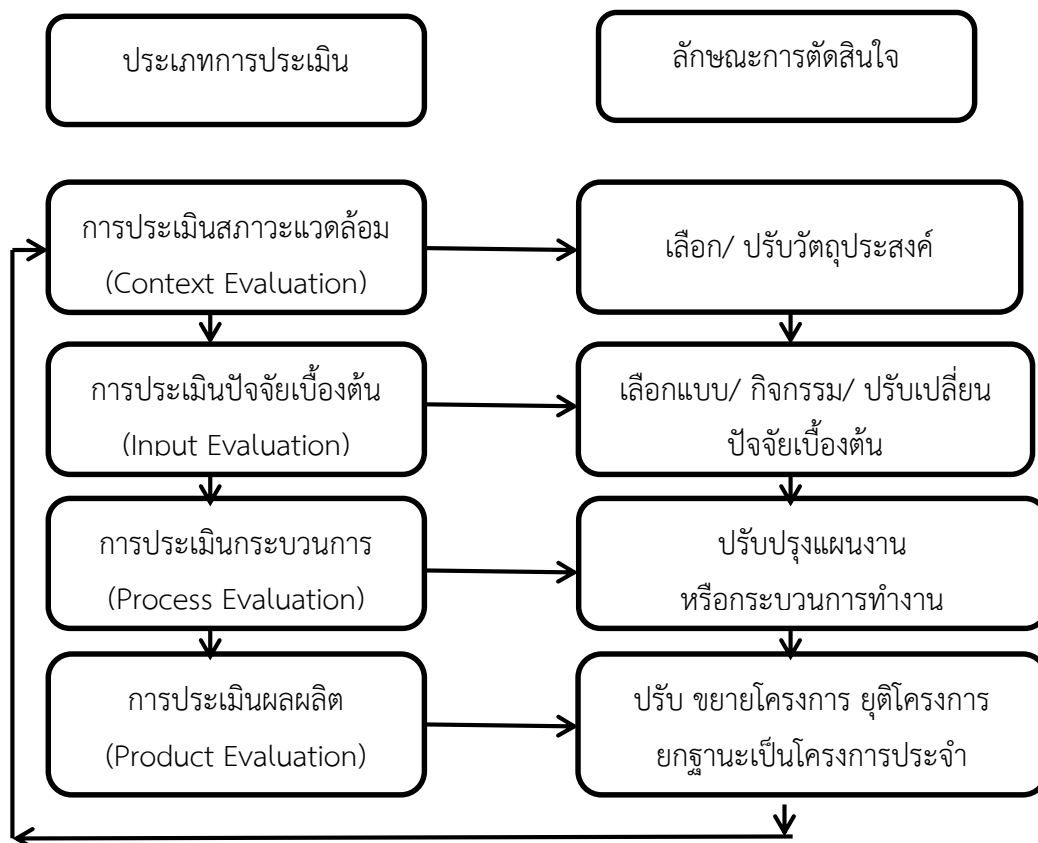 ประเภทการประเมิน
ลักษณะการตัดสินใจ
การประเมินสภาวะแวดล้อม
(Context Evaluation)
เลือก/ ปรับวัตถุประสงค์
การประเมินปัจจัยเบื้องต้น
(Input Evaluation)
เลือกแบบ/ กิจกรรม/ ปรับเปลี่ยน
ปัจจัยเบื้องต้น
การประเมินกระบวนการ
(Process Evaluation)
ปรับปรุงแผนงาน
หรือกระบวนการทำงาน
การประเมินผลผลิต
(Product Evaluation)
ปรับ ขยายโครงการ ยุติโครงการ
ยกฐานะเป็นโครงการประจำ